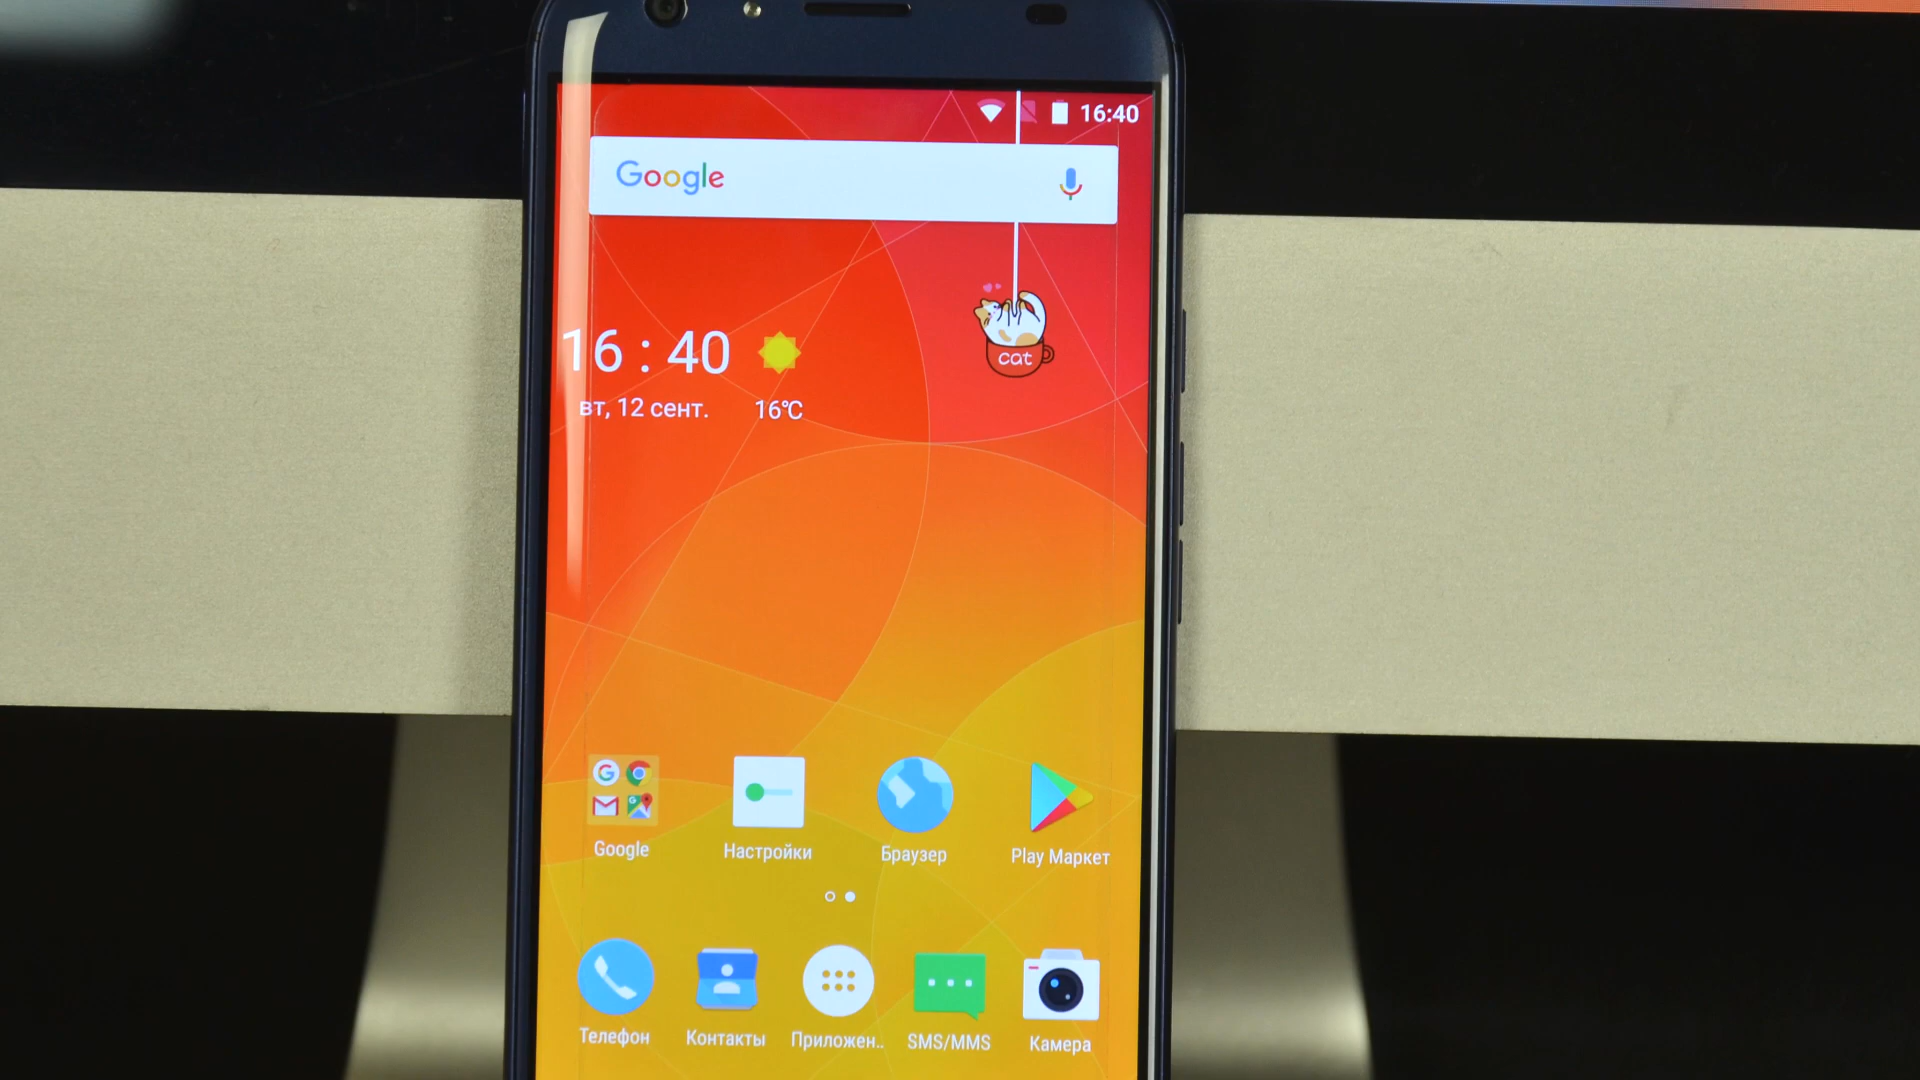 16:40
Google
cat
16 : 40
вт, 12 сент.
16°C
Google
Настройки
Браузер
Play Маркет
Телефон
Контакты
Приложен..
SMS/MMS
Камера